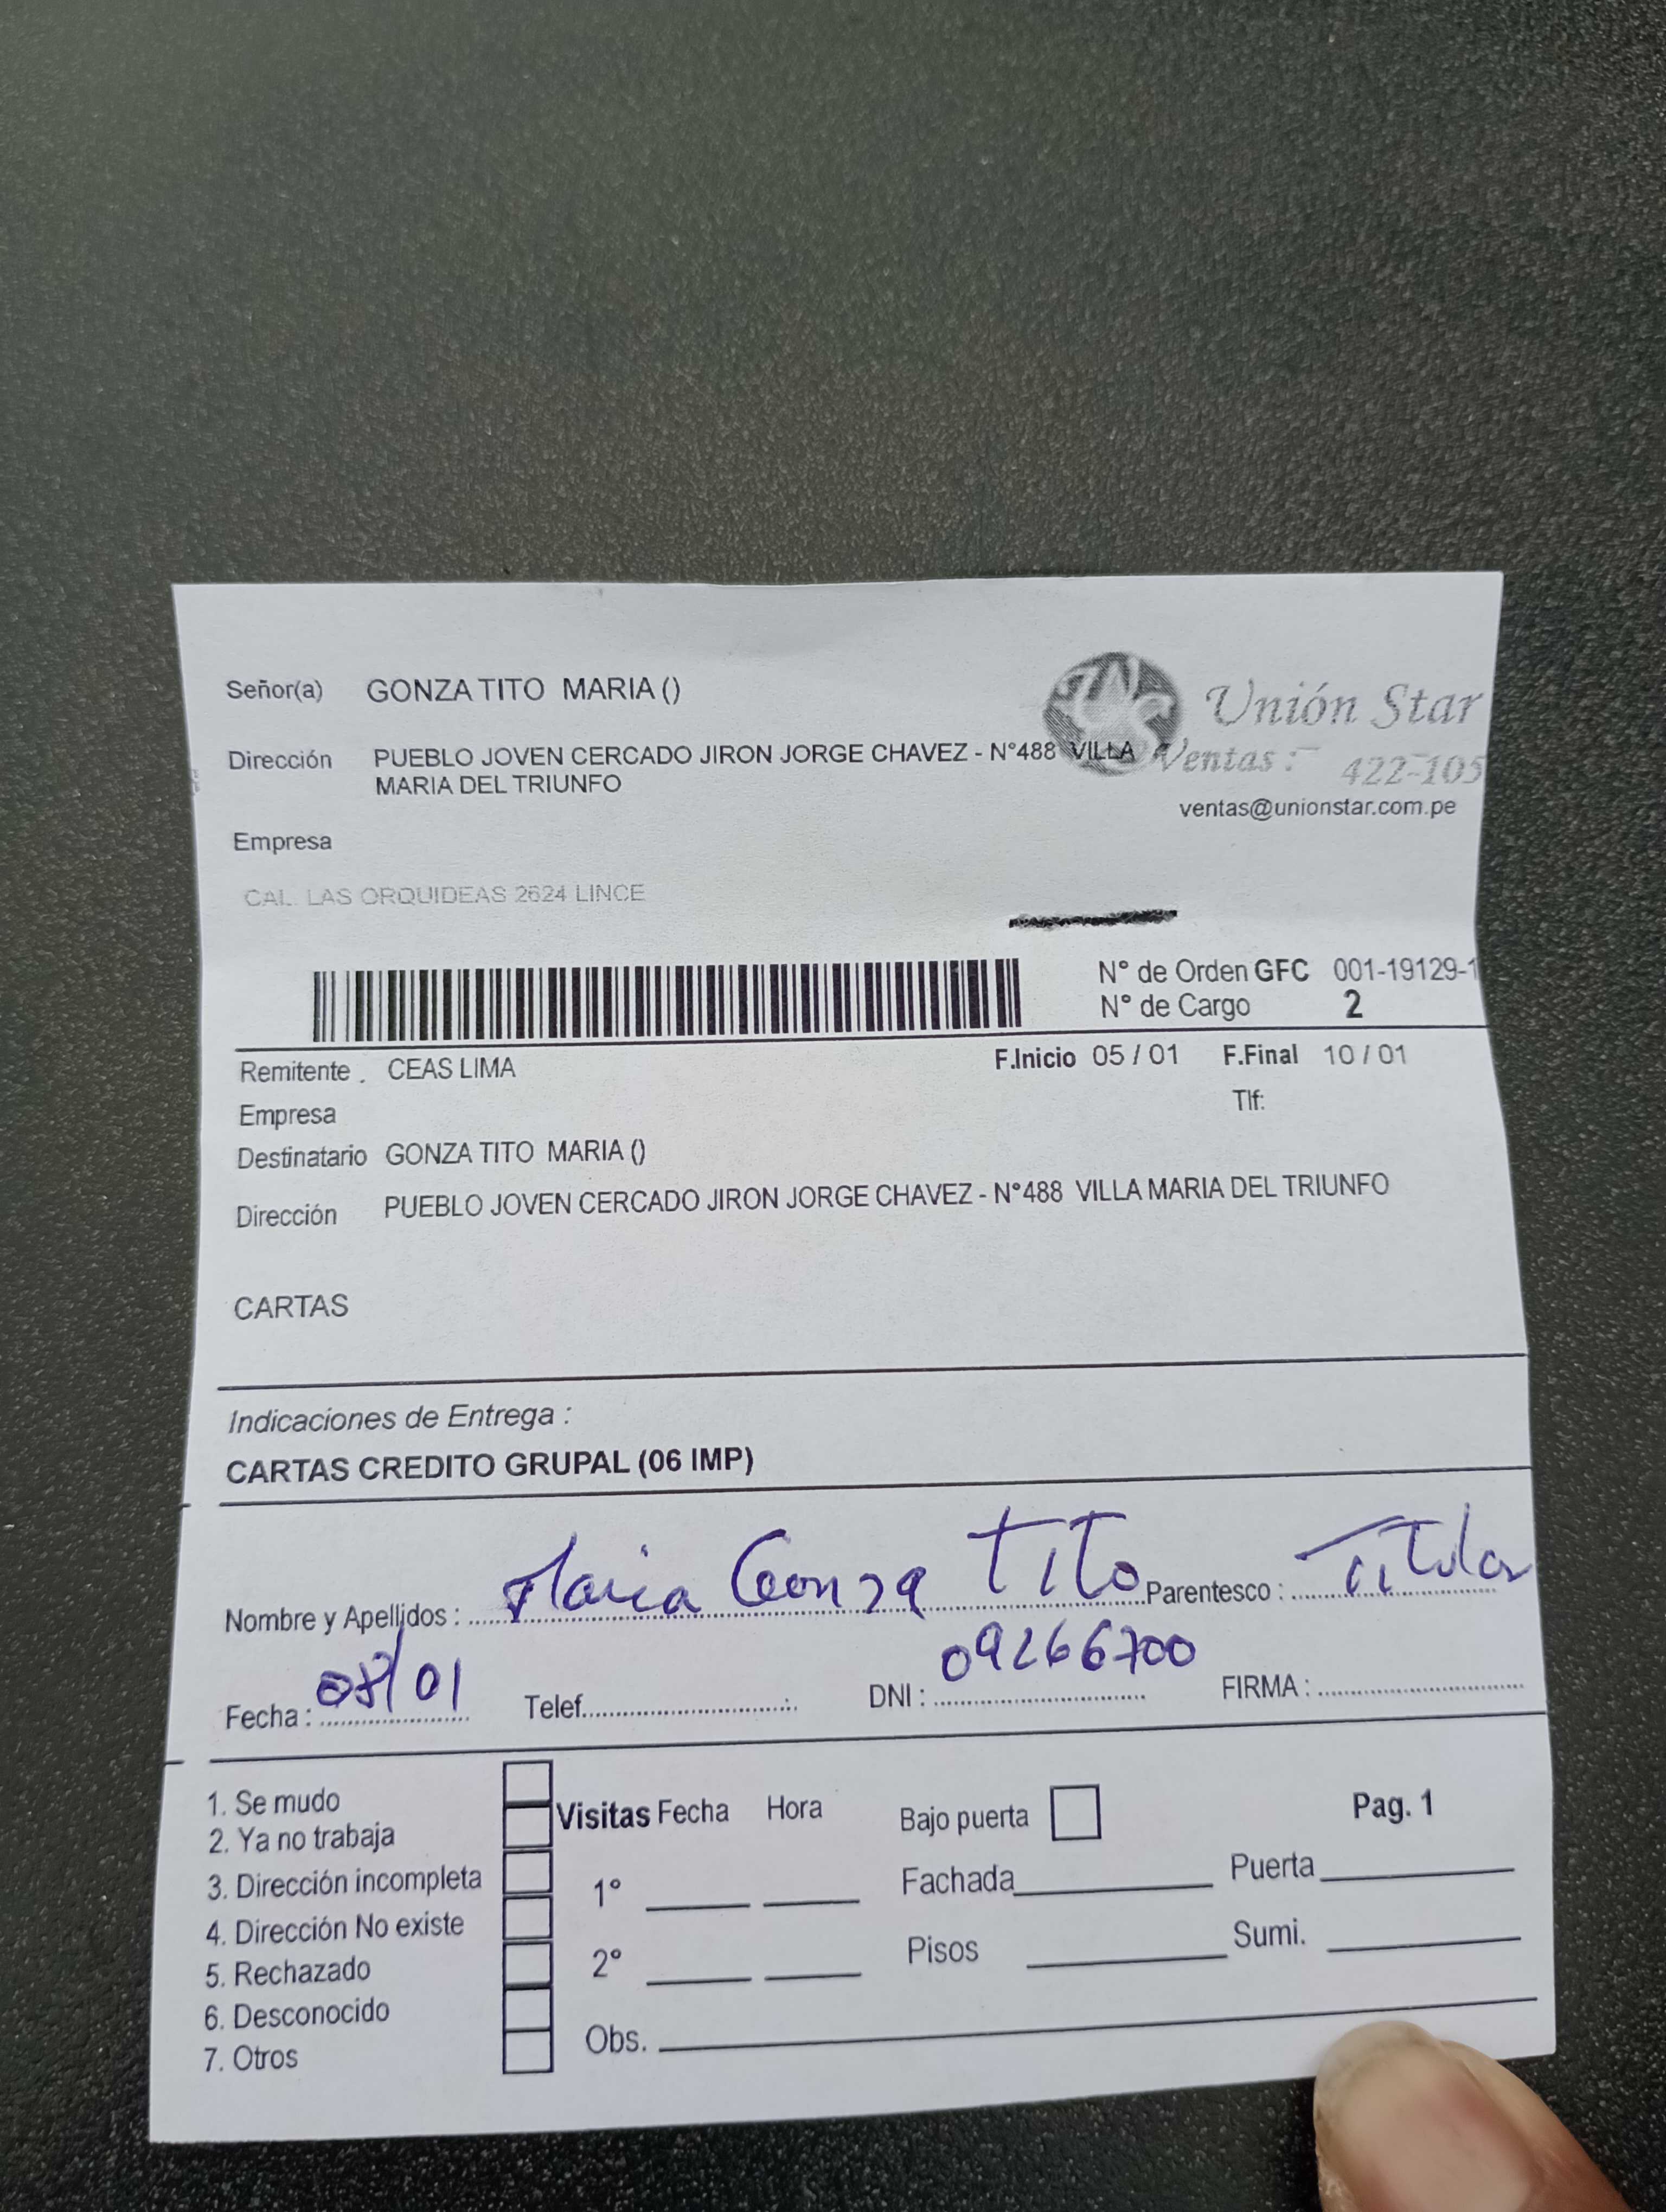 Señor(a) GONZA TITO MARIA ()
Unión Star
Dirección PUEBLO JOVEN CERCADO JIRON JORGE CHAVEZ - N°488 VILLA
MARIA DEL TRIUNFO
Ventas : 422-105
ventas@unionstar.com.pe
Empresa
CAL. LAS ORQUIDEAS 2624 LINCE
N° de Orden GFC 001-19129-1
N° de Cargo 2
Remitente . CEAS LIMA F.Inicio 05 / 01 F.Final 10 / 01
Empresa Tlf:
Destinatario GONZA TITO MARIA ()
Dirección PUEBLO JOVEN CERCADO JIRON JORGE CHAVEZ - N°488 VILLA MARIA DEL TRIUNFO
CARTAS
Indicaciones de Entrega :
CARTAS CREDITO GRUPAL (06 IMP)
Nombre y Apellidos : Maria Gonza Tito Parentesco : Titular
Fecha : 08/01 Telef. : DNI : 09266700 FIRMA :
1. Se mudo
2. Ya no trabaja
3. Dirección incompleta
4. Dirección No existe
5. Rechazado
6. Desconocido
7. Otros
Visitas Fecha Hora
1°
2°
Obs.
Bajo puerta Pag. 1
Fachada Puerta
Pisos Sumi.